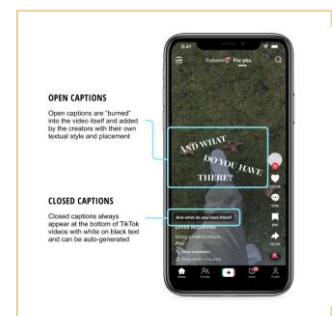 OPEN CAPTIONS
Open captions are "burned"
into the video itself and added
by the creators with their own
textual style and placement
CLOSED CAPTIONS
Closed captions always
appear at the bottom of TikTok
videos with white on black text
and can be auto-generated
9:41
Following For you
AND WHAT
DO YOU HAVE
THERE?
And what do you have there?